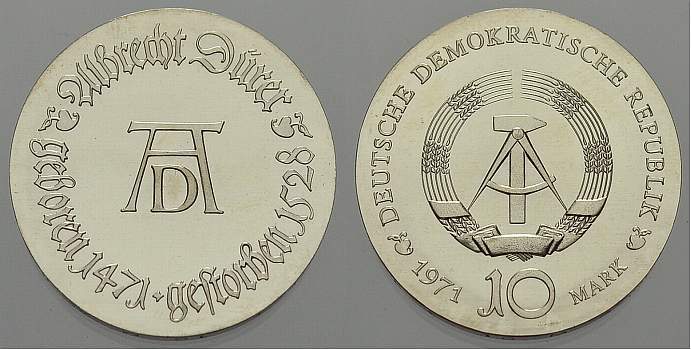 Albrecht Dürer
geboren 1471 • gestorben 1528
AD
DEUTSCHE DEMOKRATISCHE REPUBLIK
1971 10 MARK